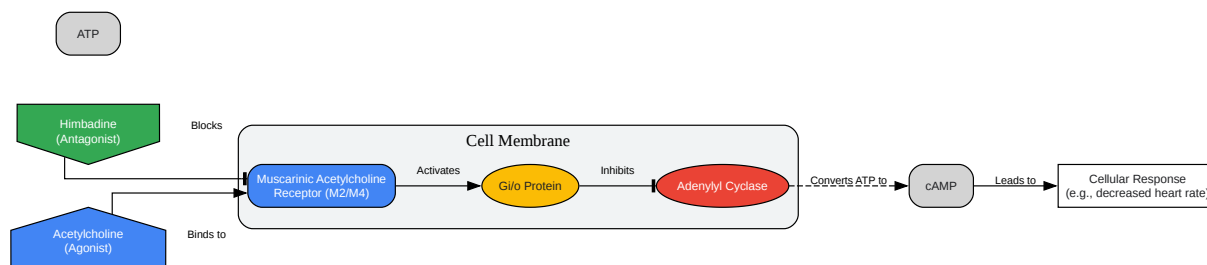 ATP
Himbadine
(Antagonist)
Blocks
Cell Membrane
Muscarinic Acetylcholine
Receptor (M2/M4)
Activates
Gi/o Protein
Inhibits
Adenylyl Cyclase
Converts ATP to
cAMP
Leads to
Cellular Response
(e.g., decreased heart rate)
Acetylcholine
(Agonist)
Binds to